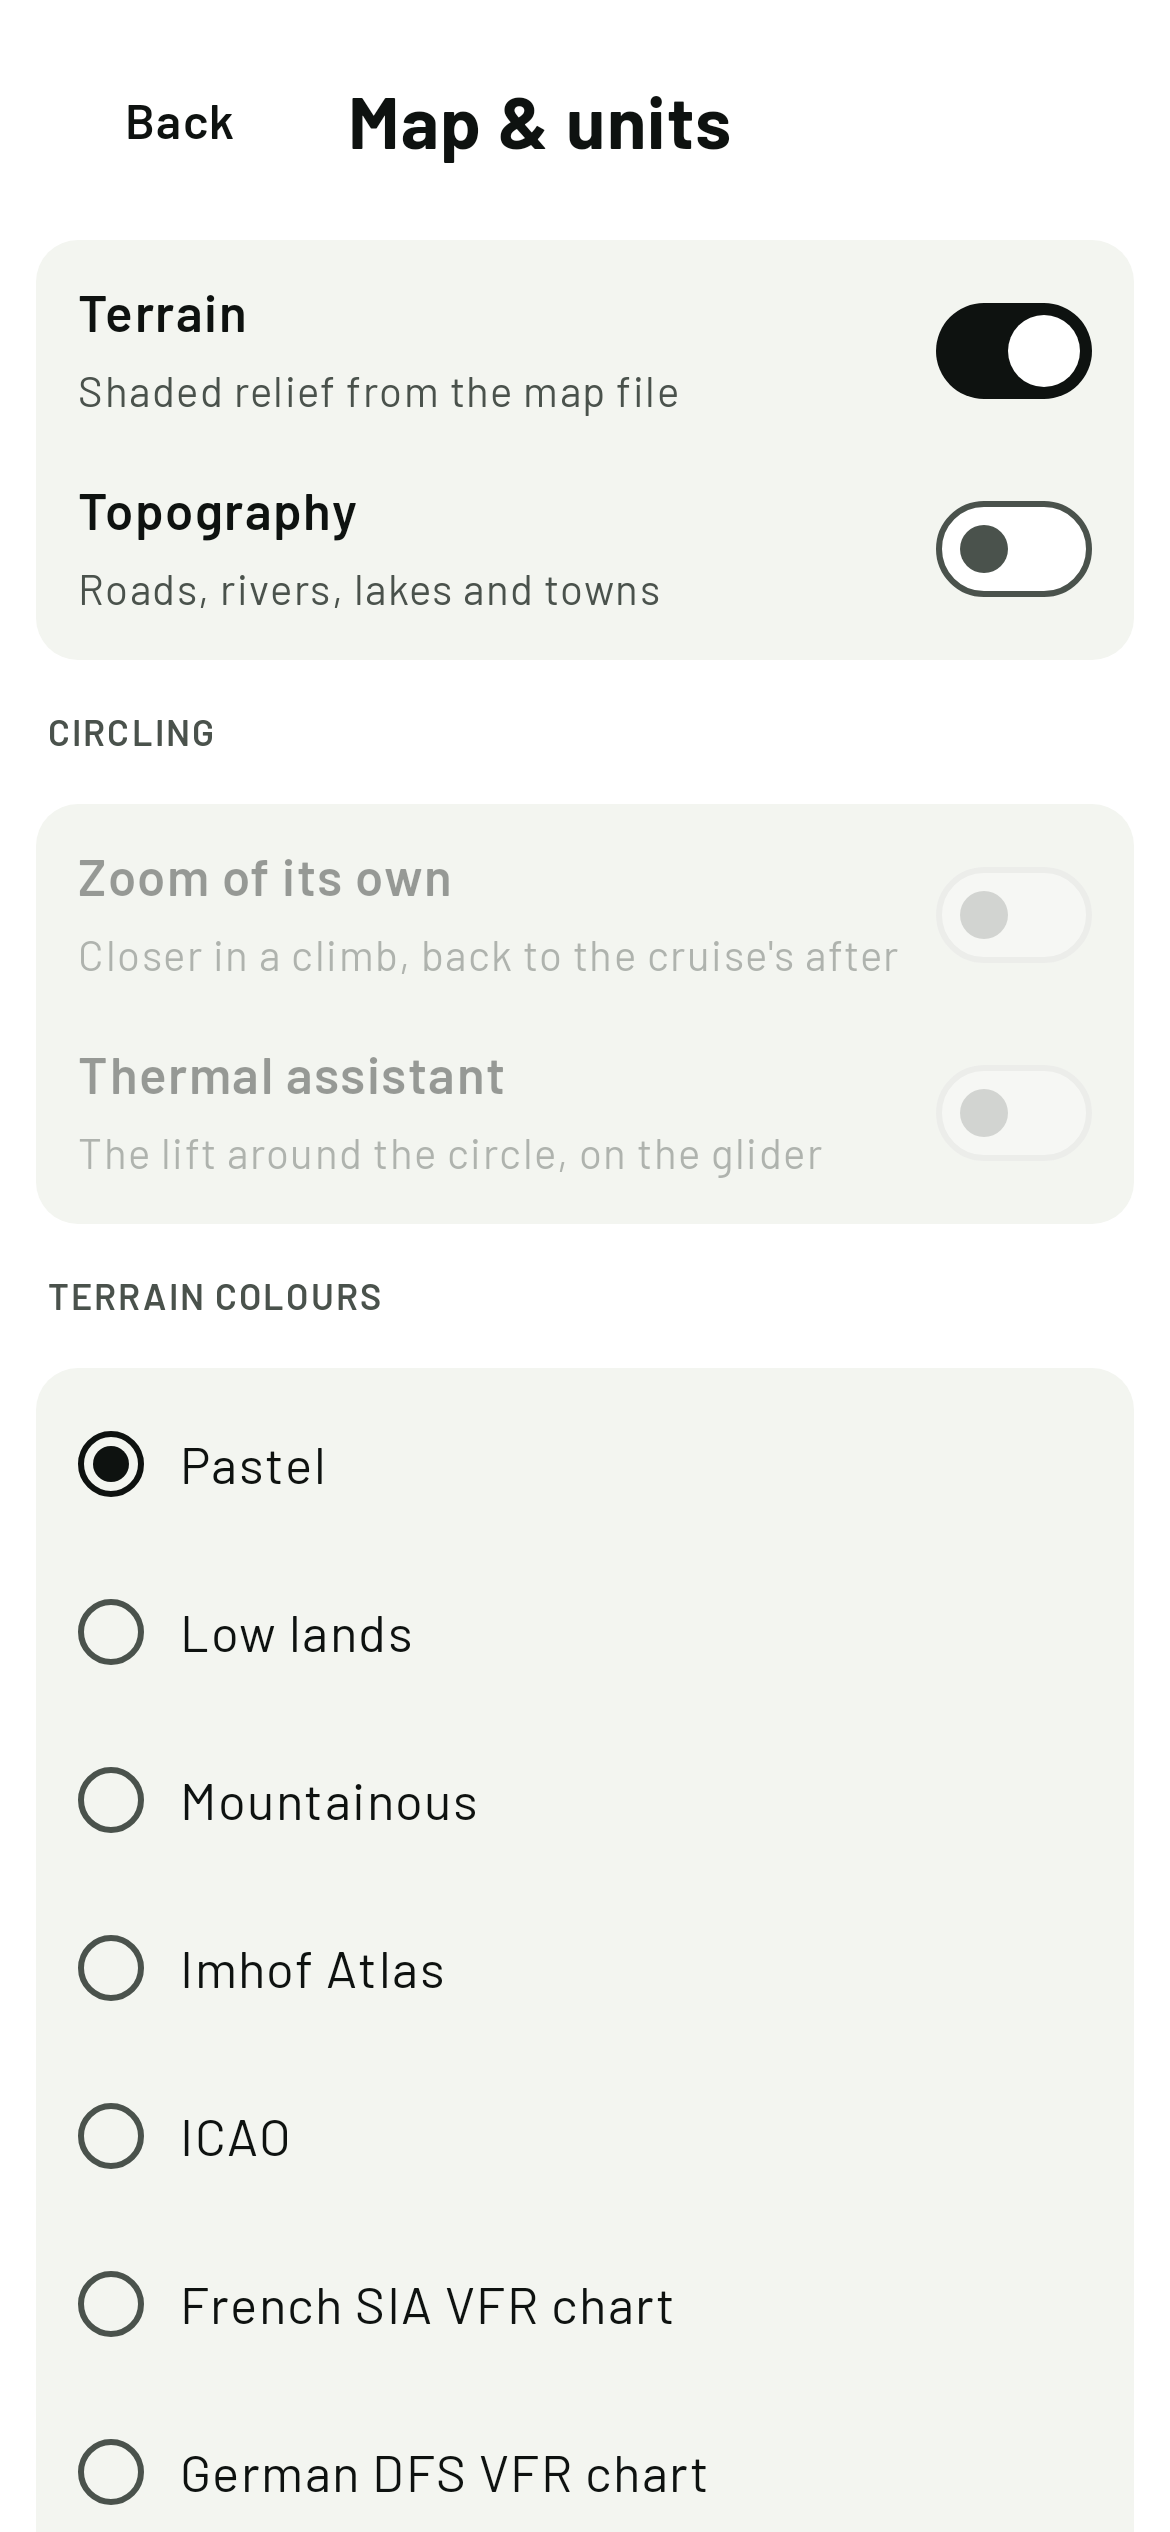 Back
Map & units
Terrain
Shaded relief from the map file
Topography
Roads, rivers, lakes and towns
CIRCLING
Zoom of its own
Closer in a climb, back to the cruise's after
Thermal assistant
The lift around the circle, on the glider
TERRAIN COLOURS
Pastel
Low lands
Mountainous
Imhof Atlas
ICAO
French SIA VFR chart
German DFS VFR chart